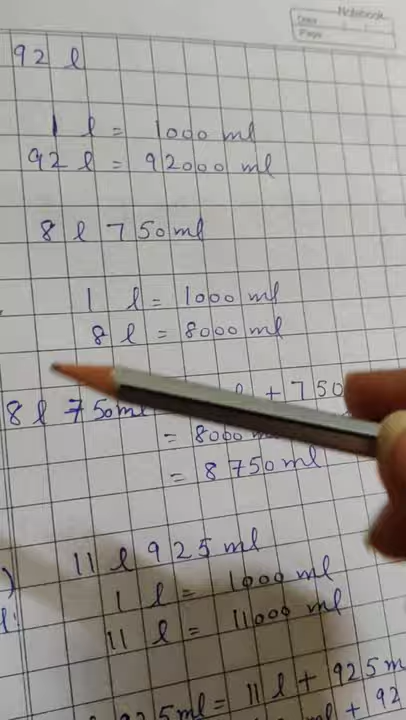 Notebook
Date
Page
92 l
1 l = 1000 ml
92 l = 92000 ml
8 l 750 ml
1 l = 1000 ml
8 l = 8000 ml
8 l 750 ml l + 750
= 8000
= 8750 ml
11 l 925 ml
1 l = 1000 ml
11 l = 11000 ml
925 ml = 11 l + 925 m
+ 92